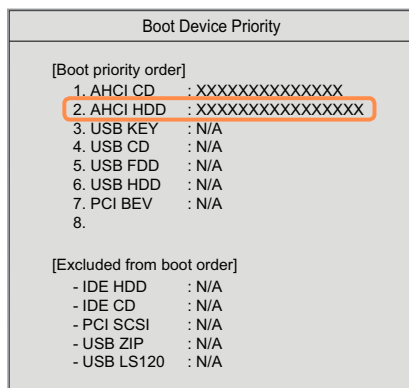 Boot Device Priority
[Boot priority order]
1. AHCI CD : XXXXXXXXXXXXXX
2. AHCI HDD : XXXXXXXXXXXXXXXX
3. USB KEY : N/A
4. USB CD : N/A
5. USB FDD : N/A
6. USB HDD : N/A
7. PCI BEV : N/A
8.
[Excluded from boot order]
- IDE HDD : N/A
- IDE CD : N/A
- PCI SCSI : N/A
- USB ZIP : N/A
- USB LS120 : N/A